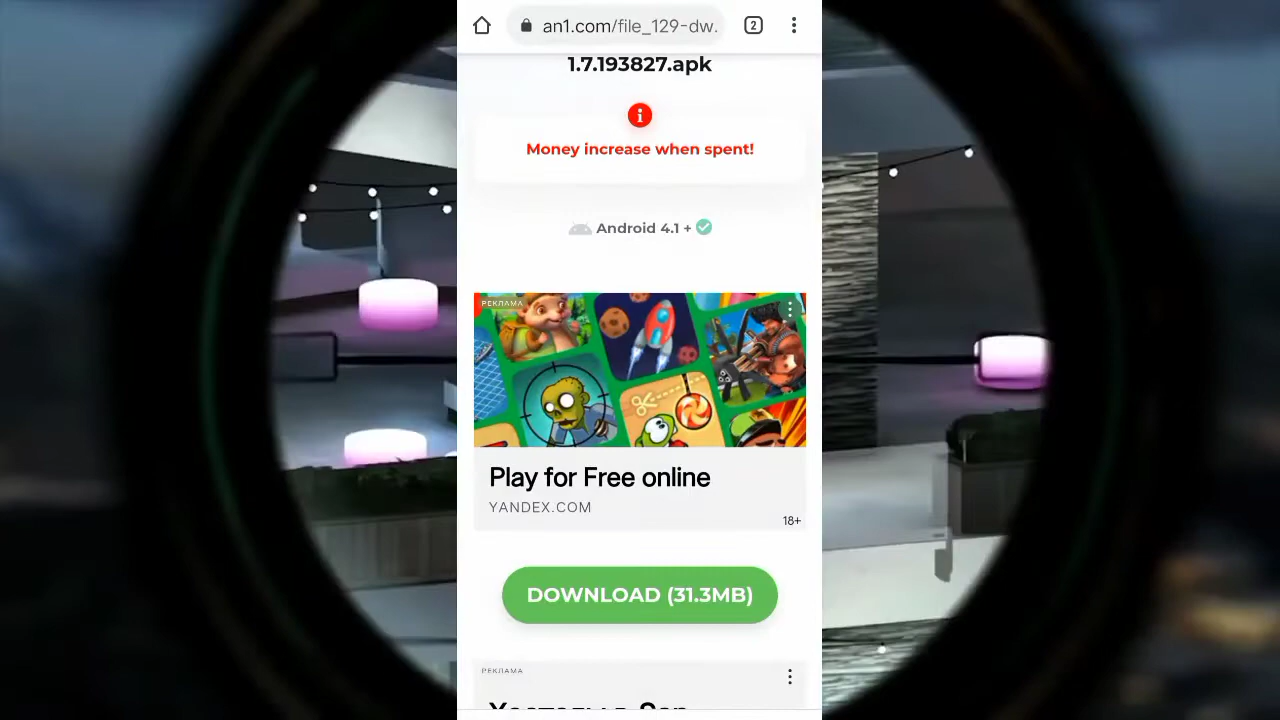 an1.com/file_129-dw.
2
1.7.193827.apk
Money increase when spent!
Android 4.1 +
РЕКЛАМА
Play for Free online
YANDEX.COM
18+
DOWNLOAD (31.3MB)
РЕКЛАМА